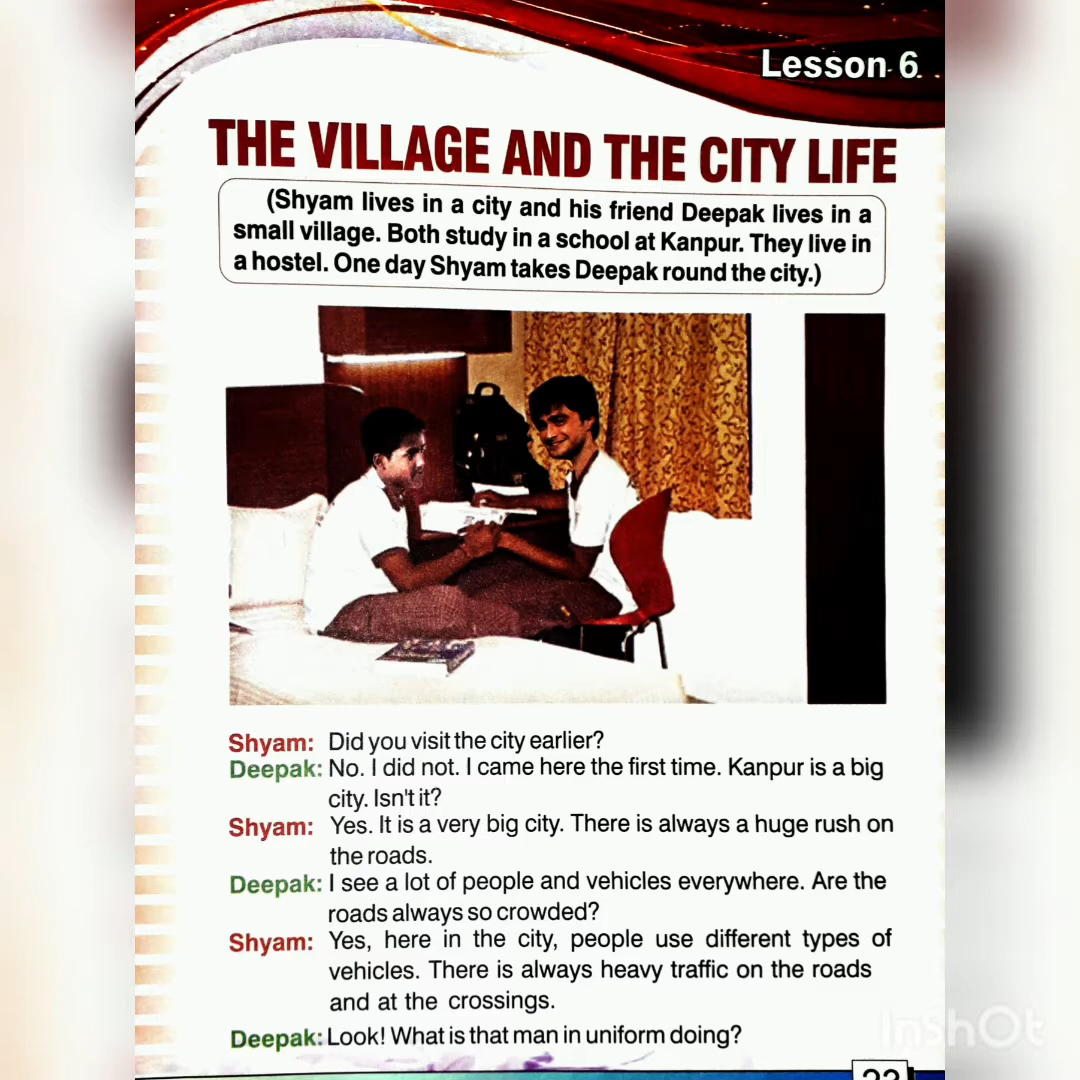 Lesson 6
THE VILLAGE AND THE CITY LIFE
(Shyam lives in a city and his friend Deepak lives in a
small village. Both study in a school at Kanpur. They live in
a hostel. One day Shyam takes Deepak round the city.)
Shyam: Did you visit the city earlier?
Deepak: No. I did not. I came here the first time. Kanpur is a big
city. Isn't it?
Shyam: Yes. It is a very big city. There is always a huge rush on
the roads.
Deepak: I see a lot of people and vehicles everywhere. Are the
roads always so crowded?
Shyam: Yes, here in the city, people use different types of
vehicles. There is always heavy traffic on the roads
and at the crossings.
Deepak: Look! What is that man in uniform doing?
InShOt